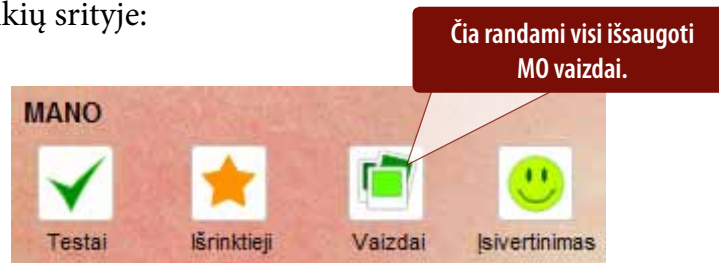 kių srityje:
Čia randami visi išsaugoti
MO vaizdai.
MANO
Testai
Išrinktieji
Vaizdai
Įsivertinimas